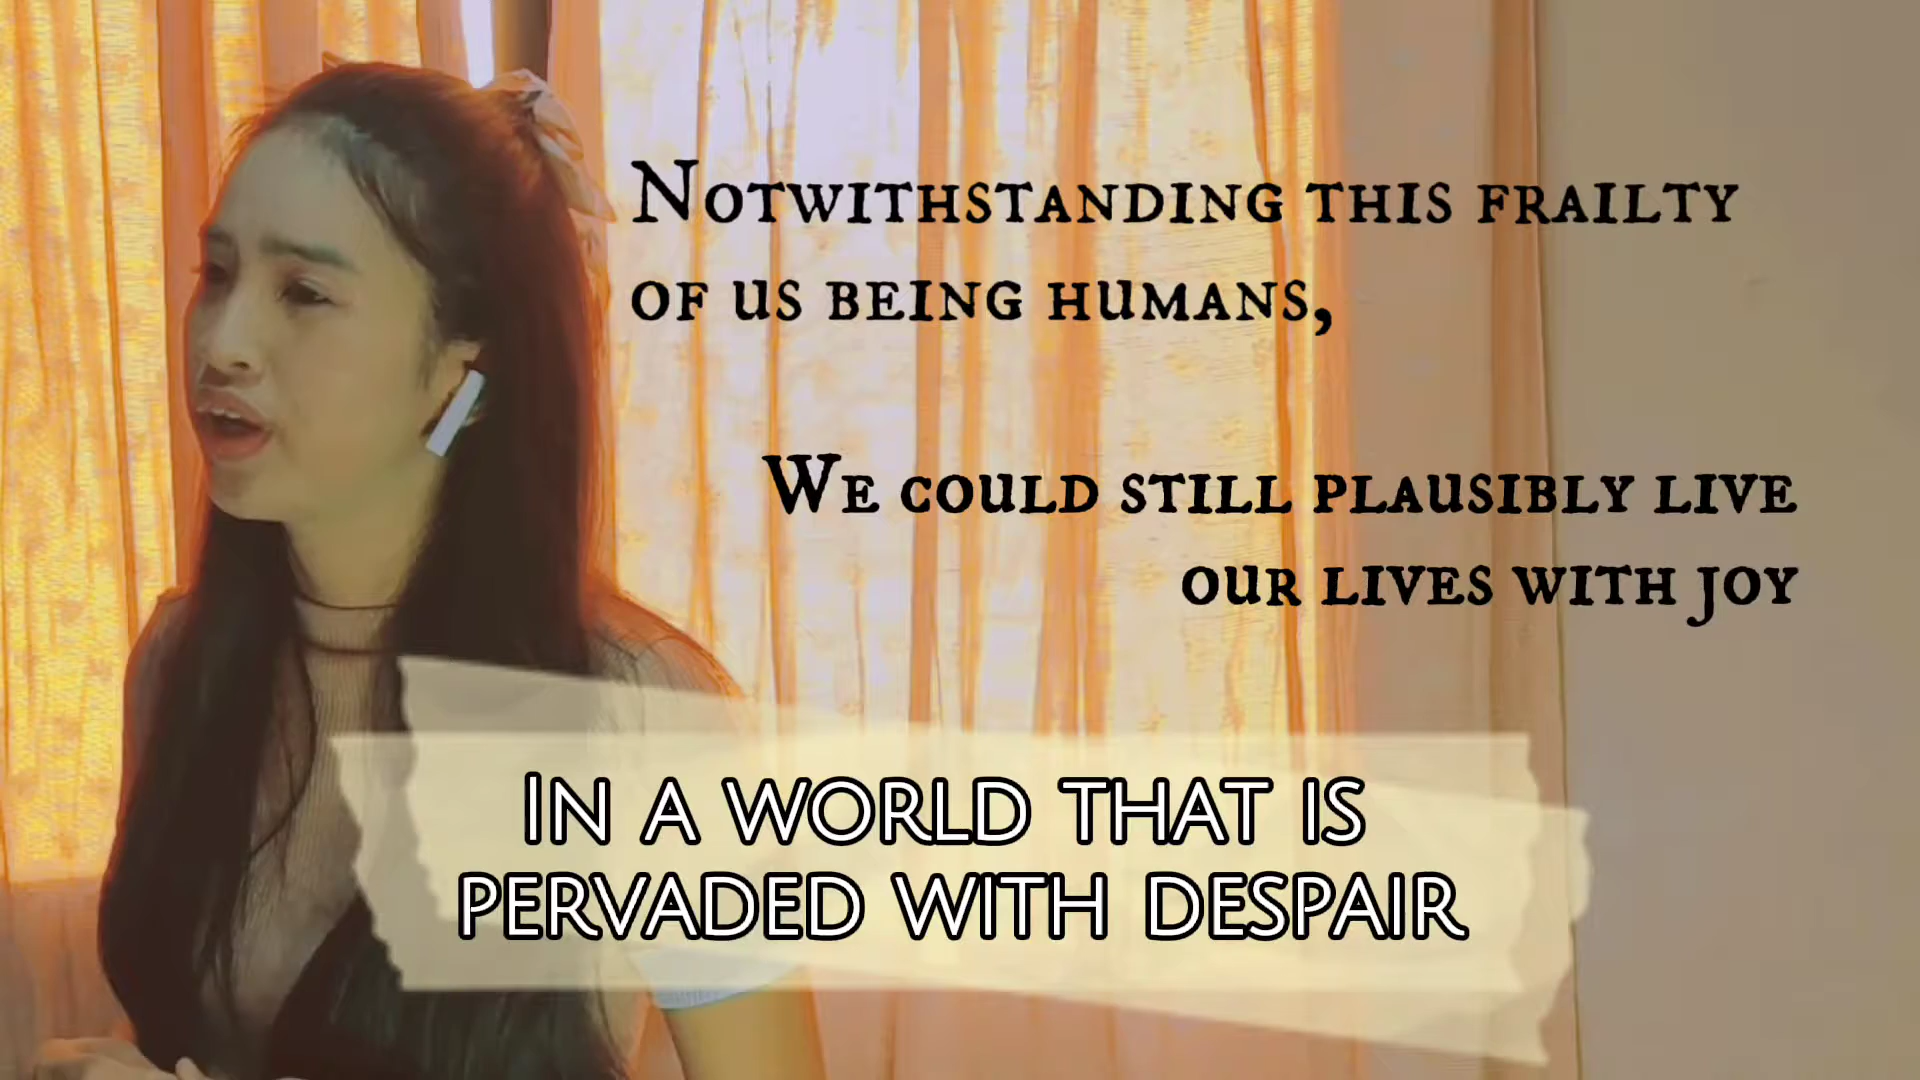 Notwithstanding this frailty
of us being humans,
We could still plausibly live
our lives with joy
In a world that is
pervaded with despair